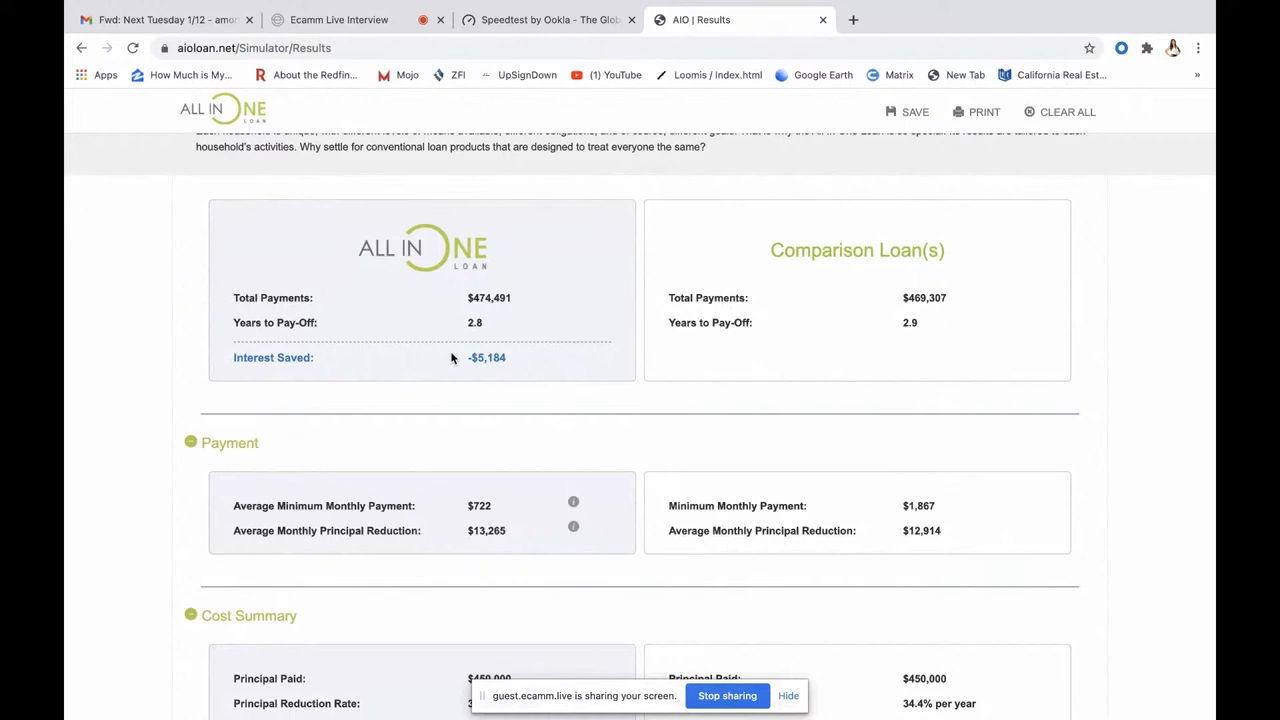 Fwd: Next Tuesday 1/12 - amor
Ecamm Live Interview
Speedtest by Ookla - The Glob
AIO | Results
aioloan.net/Simulator/Results
Apps
How Much is My...
About the Redfin...
Mojo
ZFI
UpSignDown
(1) YouTube
Loomis / Index.html
Google Earth
Matrix
New Tab
California Real Est...
»
ALL IN ONE
LOAN
SAVE
PRINT
CLEAR ALL
household's activities. Why settle for conventional loan products that are designed to treat everyone the same?
ALL IN ONE
LOAN
Total Payments: $474,491
Years to Pay-Off: 2.8
Interest Saved: -$5,184
Comparison Loan(s)
Total Payments: $469,307
Years to Pay-Off: 2.9
Payment
Average Minimum Monthly Payment: $722
Average Monthly Principal Reduction: $13,265
Minimum Monthly Payment: $1,867
Average Monthly Principal Reduction: $12,914
Cost Summary
Principal Paid: $450,000
Principal Reduction Rate:
Principal Paid: $450,000
34.4% per year
guest.ecamm.live is sharing your screen.
Stop sharing
Hide